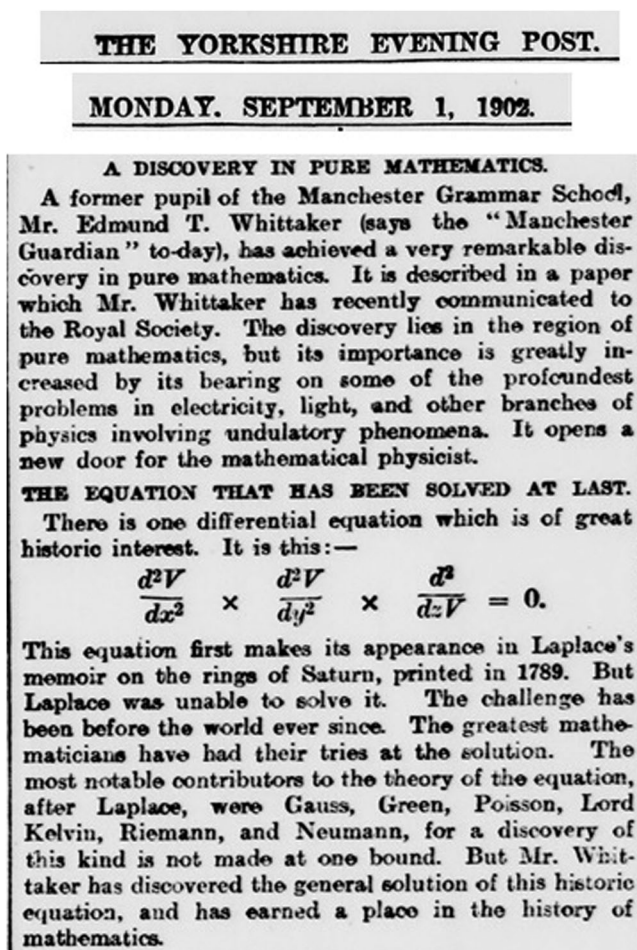 THE YORKSHIRE EVENING POST.
MONDAY. SEPTEMBER 1, 1902.
A DISCOVERY IN PURE MATHEMATICS.
A former pupil of the Manchester Grammar School,
Mr. Edmund T. Whittaker (says the "Manchester
Guardian" to-day), has achieved a very remarkable dis-
covery in pure mathematics. It is described in a paper
which Mr. Whittaker has recently communicated to
the Royal Society. The discovery lies in the region of
pure mathematics, but its importance is greatly in-
creased by its bearing on some of the profoundest
problems in electricity, light, and other branches of
physics involving undulatory phenomena. It opens a
new door for the mathematical physicist.
THE EQUATION THAT HAS BEEN SOLVED AT LAST.
There is one differential equation which is of great
historic interest. It is this:—
d²V d²V d²
× × = 0.
dx² dy² dzV
This equation first makes its appearance in Laplace's
memoir on the rings of Saturn, printed in 1789. But
Laplace was unable to solve it. The challenge has
been before the world ever since. The greatest mathe-
maticians have had their tries at the solution. The
most notable contributors to the theory of the equation,
after Laplace, were Gauss, Green, Poisson, Lord
Kelvin, Riemann, and Neumann, for a discovery of
this kind is not made at one bound. But Mr. Whit-
taker has discovered the general solution of this historic
equation, and has earned a place in the history of
mathematics.